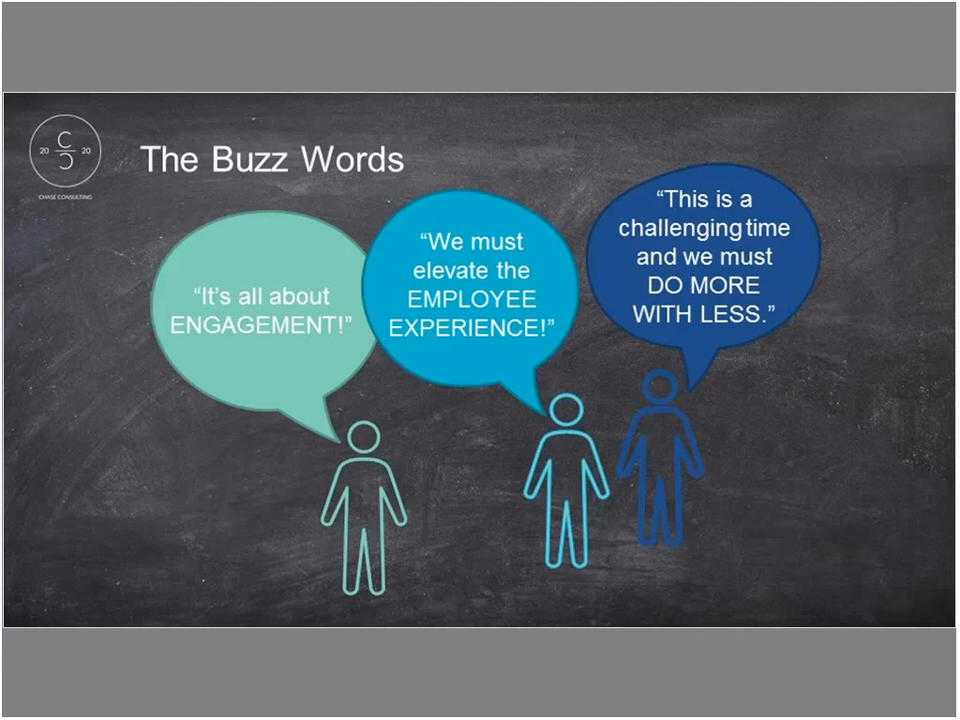 C
20 20
C
CHASE CONSULTING
The Buzz Words
“It’s all about
ENGAGEMENT!”
“We must
elevate the
EMPLOYEE
EXPERIENCE!”
“This is a
challenging time
and we must
DO MORE
WITH LESS.”